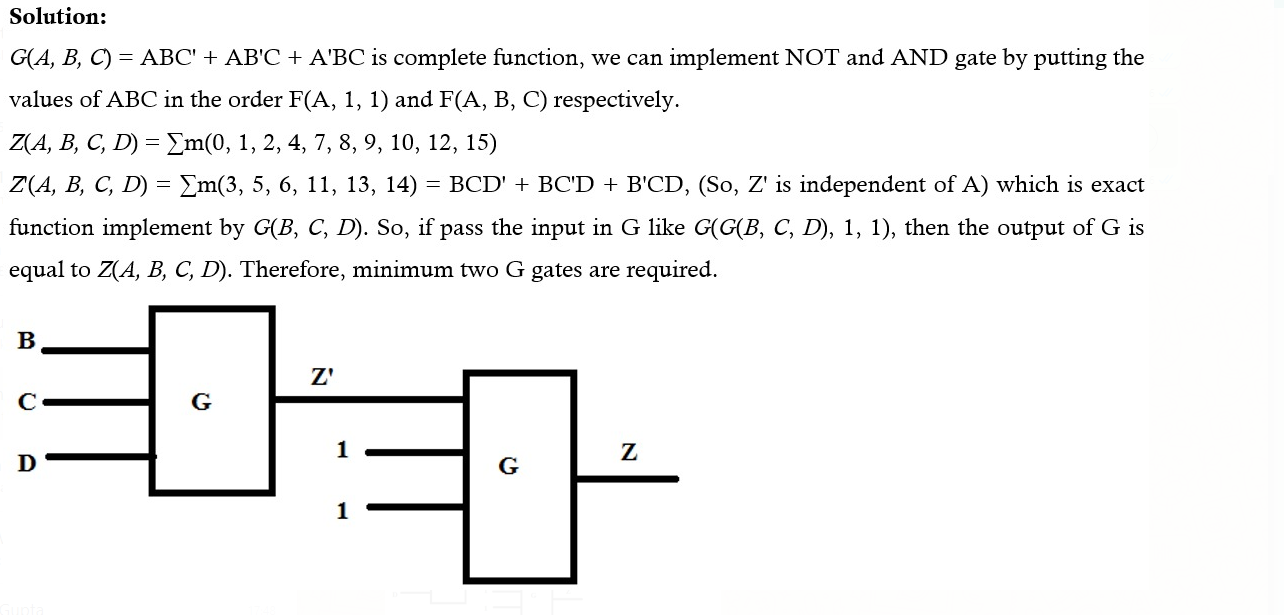 Solution:
G(A, B, C) = ABC' + AB'C + A'BC is complete function, we can implement NOT and AND gate by putting the
values of ABC in the order F(A, 1, 1) and F(A, B, C) respectively.
Z(A, B, C, D) = ∑m(0, 1, 2, 4, 7, 8, 9, 10, 12, 15)
Z'(A, B, C, D) = ∑m(3, 5, 6, 11, 13, 14) = BCD' + BC'D + B'CD, (So, Z' is independent of A) which is exact
function implement by G(B, C, D). So, if pass the input in G like G(G(B, C, D), 1, 1), then the output of G is
equal to Z(A, B, C, D). Therefore, minimum two G gates are required.
B
Z'
C
G
1
Z
D
G
1